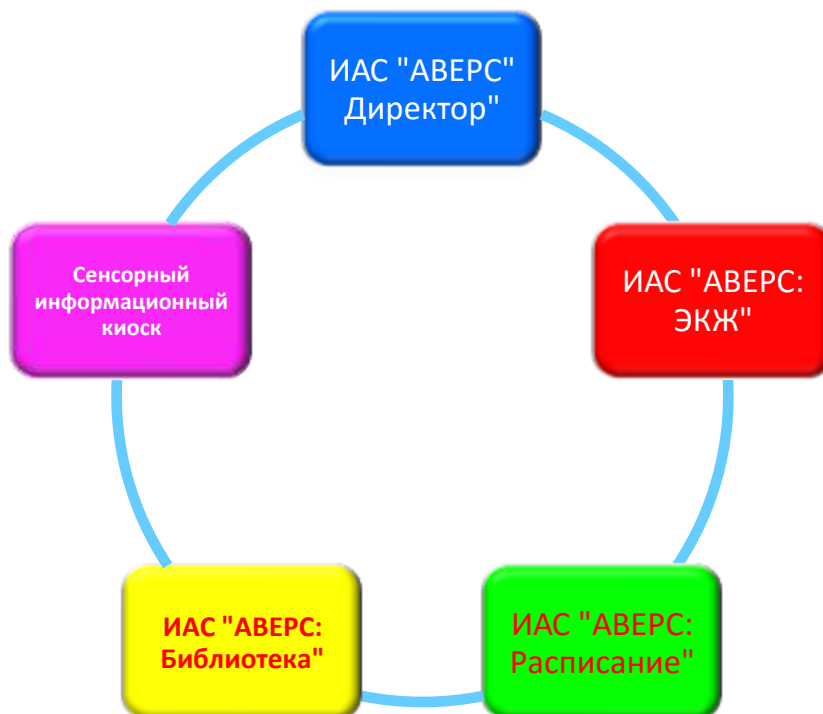 ИАС "АВЕРС"
Директор"
ИАС "АВЕРС:
ЭКЖ"
ИАС "АВЕРС:
Расписание"
ИАС "АВЕРС:
Библиотека"
Сенсорный
информационный
киоск